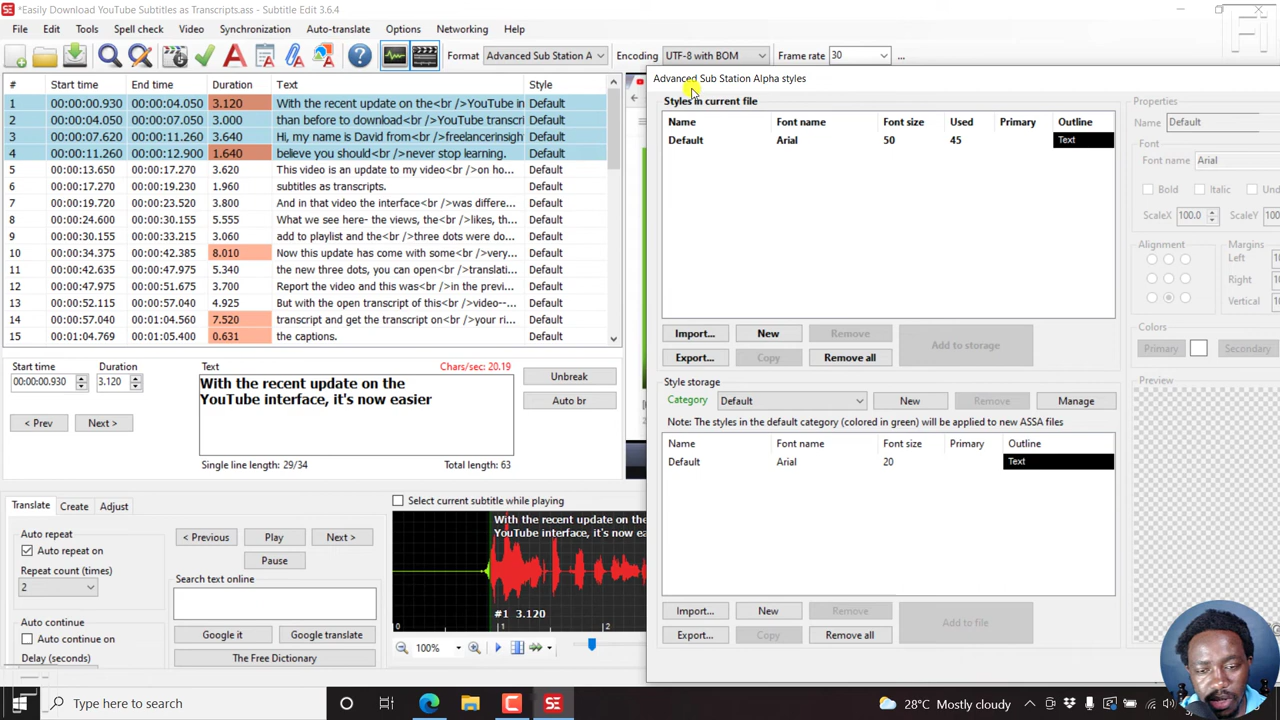 *Easily Download YouTube Subtitles as Transcripts.ass - Subtitle Edit 3.6.4
File Edit Tools Spell check Video Synchronization Auto-translate Options Networking Help
Format Advanced Sub Station A Encoding UTF-8 with BOM Frame rate 30 ...
# Start time End time Duration Text Style
1 00:00:00.930 00:00:04.050 3.120 With the recent update on the<br />YouTube in Default
2 00:00:04.050 00:00:07.050 3.000 than before to download<br />YouTube transcri Default
3 00:00:07.620 00:00:11.260 3.640 Hi, my name is David from<br />freelancerinsight Default
4 00:00:11.260 00:00:12.900 1.640 believe you should<br />never stop learning. Default
5 00:00:13.650 00:00:17.270 3.620 This video is an update to my video<br />on ho... Default
6 00:00:17.270 00:00:19.230 1.960 subtitles as transcripts. Default
7 00:00:19.720 00:00:23.520 3.800 And in that video the interface<br />was differe... Default
8 00:00:24.600 00:00:30.155 5.555 What we see here- the views, the<br />likes, th... Default
9 00:00:30.155 00:00:33.215 3.060 add to playlist and the<br />three dots were do... Default
10 00:00:34.375 00:00:42.385 8.010 Now this update has come with some<br />very... Default
11 00:00:42.635 00:00:47.975 5.340 the new three dots, you can open<br />translati... Default
12 00:00:47.975 00:00:51.675 3.700 Report the video and this was<br />in the previ... Default
13 00:00:52.115 00:00:57.040 4.925 But with the open transcript of this<br />video--... Default
14 00:00:57.040 00:01:04.560 7.520 transcript and get the transcript on<br />your ri... Default
15 00:01:04.769 00:01:05.400 0.631 the captions. Default
Start time Duration Text Chars/sec: 20.19
00:00:00.930 3.120
With the recent update on the
YouTube interface, it's now easier
Unbreak
Auto br
< Prev Next >
Single line length: 29/34 Total length: 63
Translate Create Adjust
Auto repeat
Auto repeat on
Repeat count (times)
2
Auto continue
Auto continue on
Delay (seconds)
< Previous Play Next >
Pause
Search text online
Google it Google translate
The Free Dictionary
Select current subtitle while playing
With the recent update on the
YouTube interface, it's now ea
#1 3.120
0 1 2
100%
Advanced Sub Station Alpha styles
Styles in current file
Name Font name Font size Used Primary Outline
Default Arial 50 45 Text
Import... New Remove Add to storage
Export... Copy Remove all
Style storage
Category Default New Remove Manage
Note: The styles in the default category (colored in green) will be applied to new ASSA files
Name Font name Font size Primary Outline
Default Arial 20 Text
Import... New Remove Add to file
Export... Copy Remove all
Properties
Name Default
Font
Font name Arial
Bold Italic Und
ScaleX 100.0 ScaleY 100
Alignment Margins
Left 10
Right 10
Vertical
Colors
Primary Secondary
Preview
Type here to search
28°C Mostly cloudy